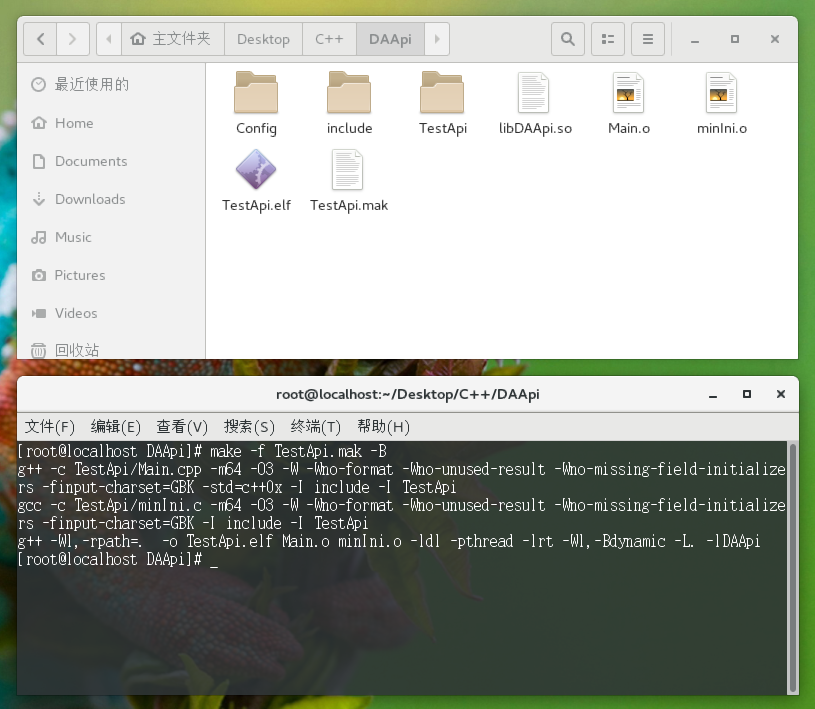 主文件夹 Desktop C++ DAApi
最近使用的
Home
Documents
Downloads
Music
Pictures
Videos
回收站
Config include TestApi libDAApi.so Main.o minIni.o
TestApi.elf TestApi.mak
root@localhost:~/Desktop/C++/DAApi
文件(F) 编辑(E) 查看(V) 搜索(S) 终端(T) 帮助(H)
[root@localhost DAApi]# make -f TestApi.mak -B
g++ -c TestApi/Main.cpp -m64 -O3 -W -Wno-format -Wno-unused-result -Wno-missing-field-initialize
rs -finput-charset=GBK -std=c++0x -I include -I TestApi
gcc -c TestApi/minIni.c -m64 -O3 -W -Wno-format -Wno-unused-result -Wno-missing-field-initialize
rs -finput-charset=GBK -I include -I TestApi
g++ -Wl,-rpath=.  -o TestApi.elf Main.o minIni.o -ldl -pthread -lrt -Wl,-Bdynamic -L. -lDAApi
[root@localhost DAApi]# _